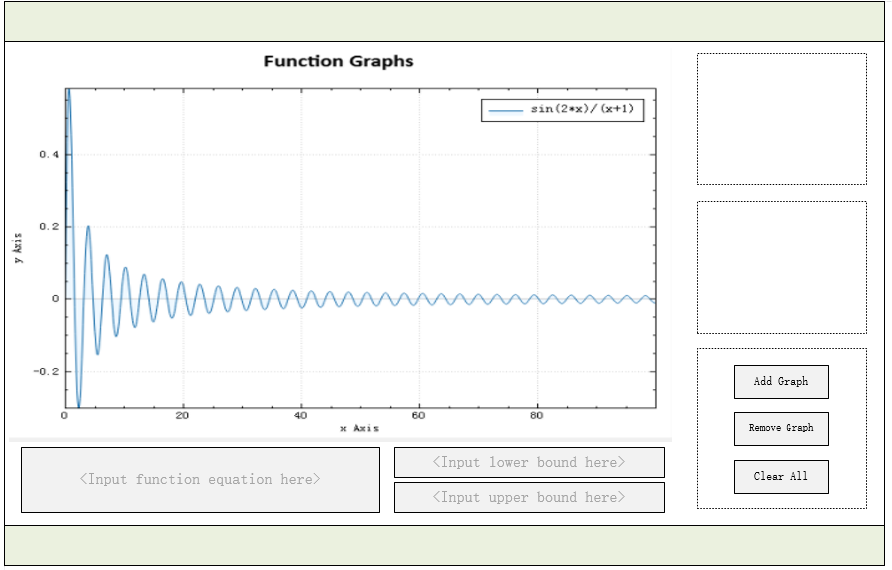 Function Graphs
sin(2*x)/(x+1)
0.4
0.2
0
-0.2
y Axis
0 20 40 60 80
x Axis
<Input function equation here>
<Input lower bound here>
<Input upper bound here>
Add Graph
Remove Graph
Clear All